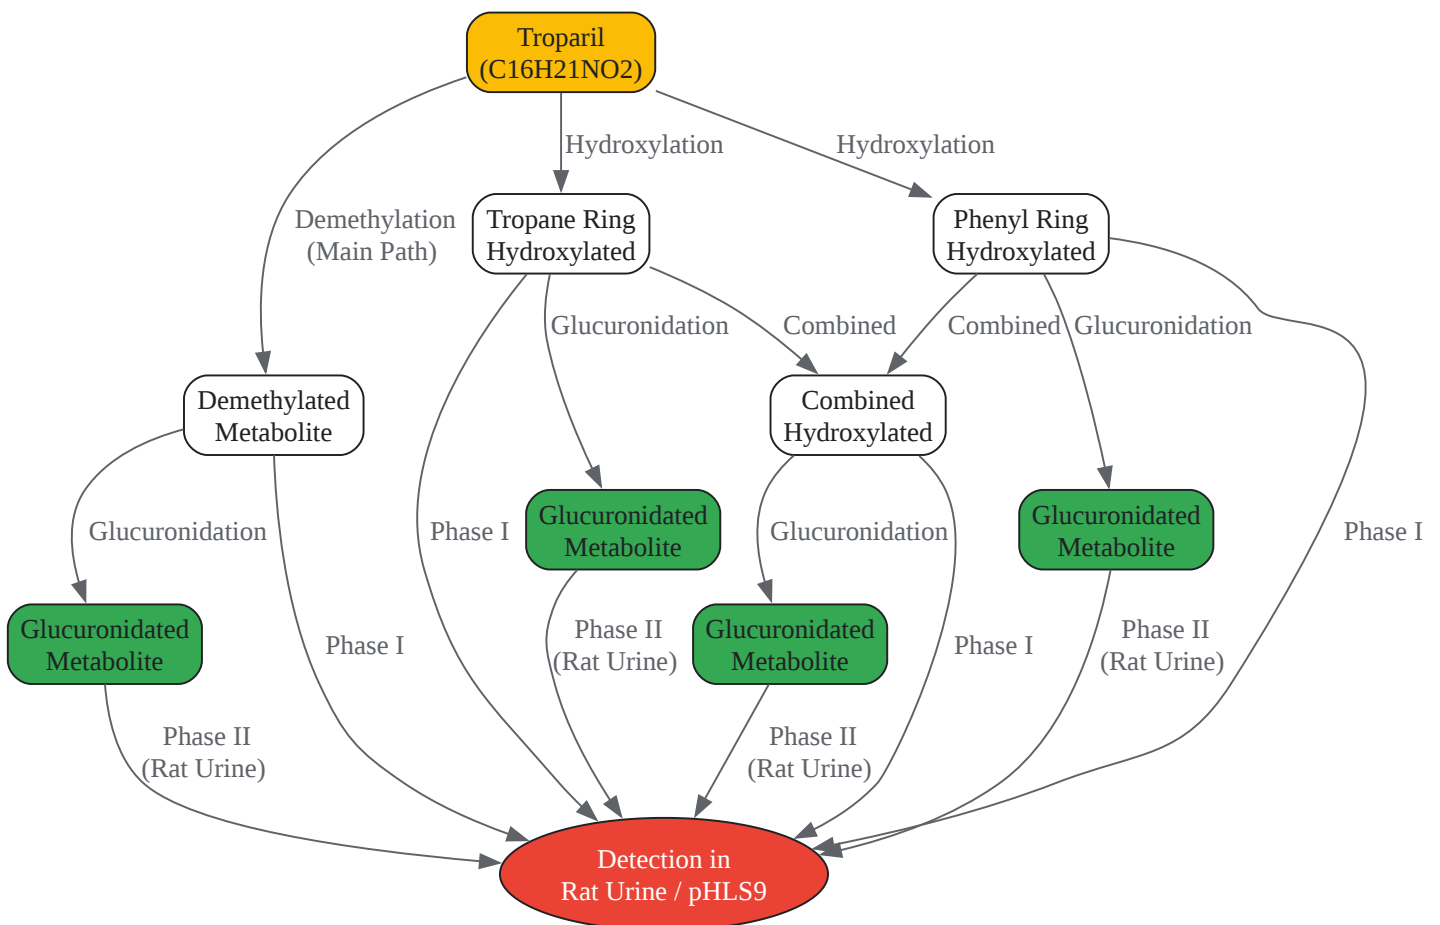 Troparil
(C16H21NO2)
Hydroxylation
Hydroxylation
Demethylation
(Main Path)
Tropane Ring
Hydroxylated
Phenyl Ring
Hydroxylated
Glucuronidation
Combined
Combined
Glucuronidation
Demethylated
Metabolite
Combined
Hydroxylated
Glucuronidation
Phase I
Glucuronidated
Metabolite
Glucuronidation
Glucuronidated
Metabolite
Phase I
Glucuronidated
Metabolite
Phase I
Phase II
(Rat Urine)
Glucuronidated
Metabolite
Phase I
Phase II
(Rat Urine)
Phase II
(Rat Urine)
Phase II
(Rat Urine)
Detection in
Rat Urine / pHLS9